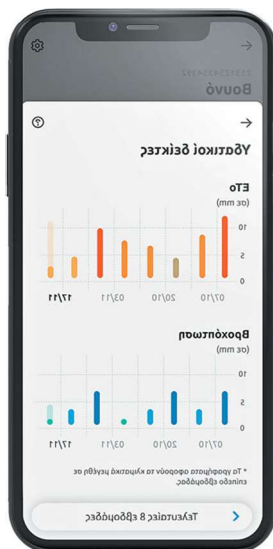 2331254354392
Βουνό
Υδατικοί δείκτες
ETo
(σε mm)
10
5
0
07/10 20/10 03/11 17/11
Βροχόπτωση
(σε mm)
10
5
0
07/10 20/10 03/11 17/11
* Τα γραφήματα αφορούν τα κλιματικά μεγέθη σε
επίπεδο εβδομάδας.
Τελευταίες 8 εβδομάδες